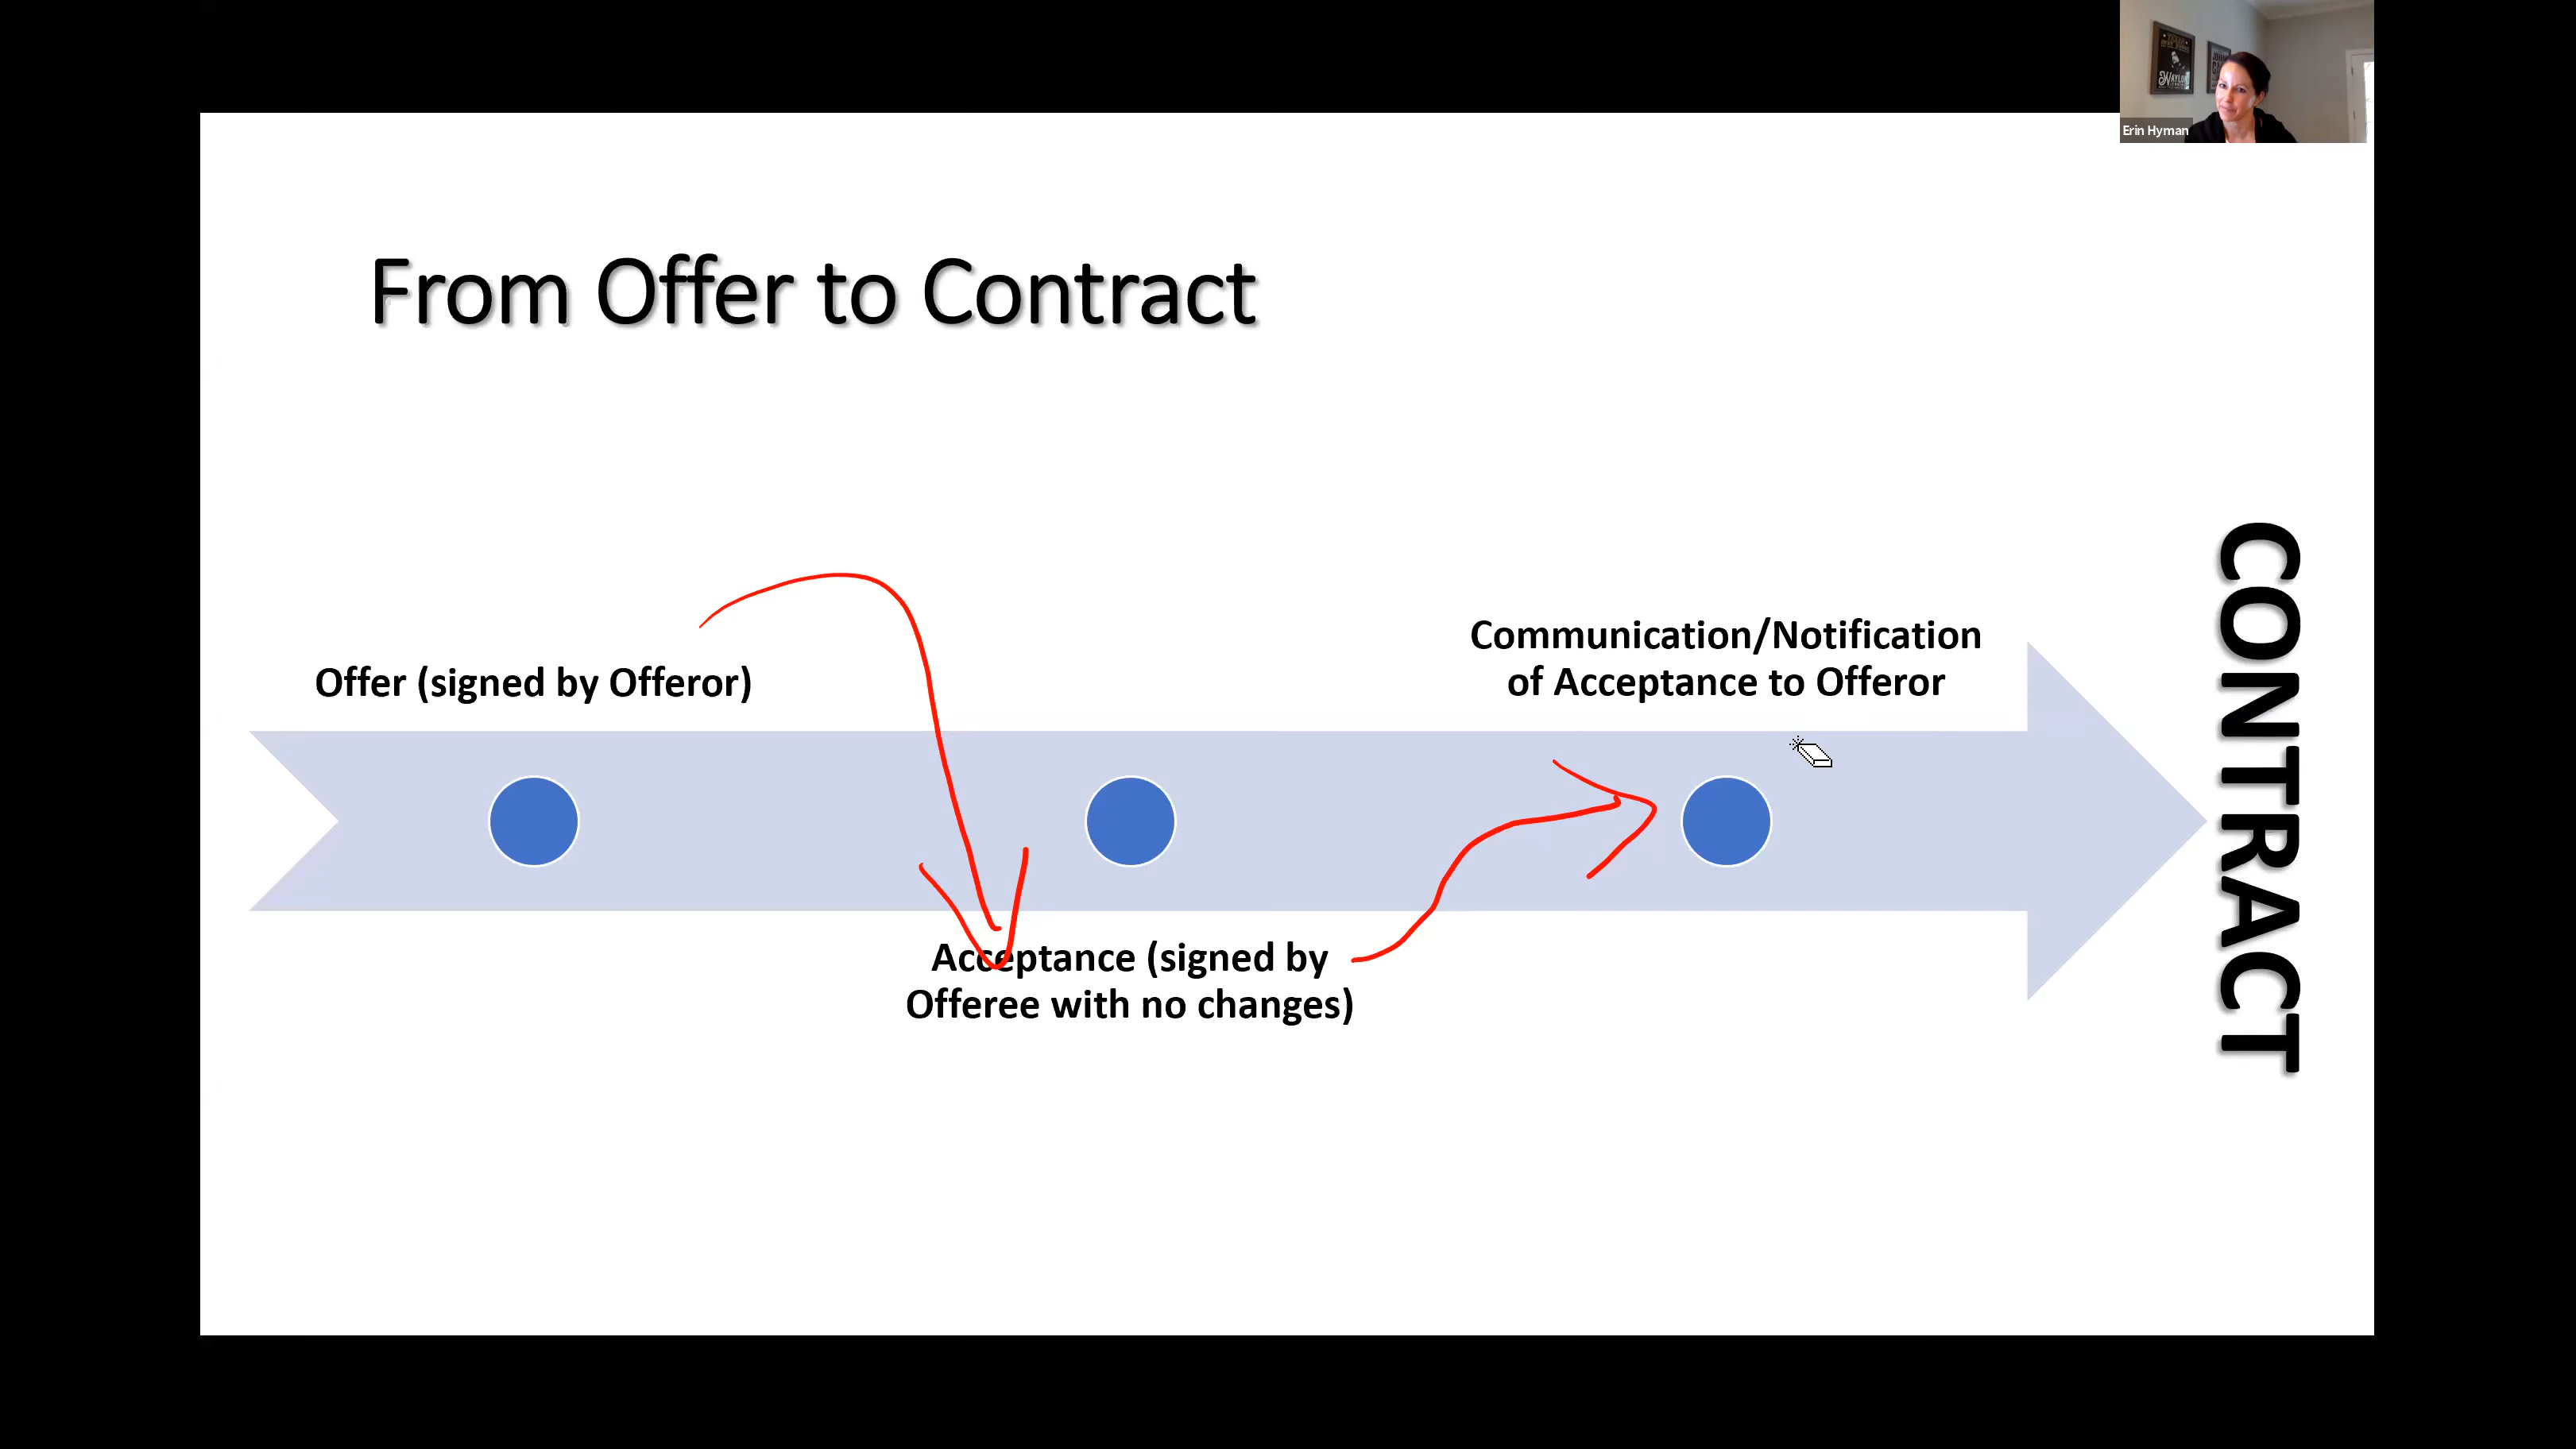 WAYLON
Erin Hyman
From Offer to Contract
Offer (signed by Offeror)
Communication/Notification
of Acceptance to Offeror
Acceptance (signed by
Offeree with no changes)
CONTRACT